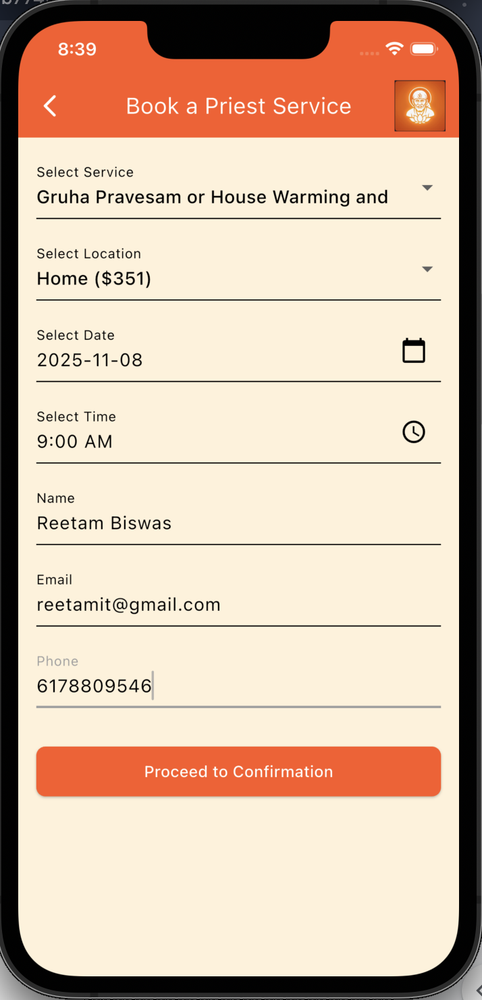 8:39
Book a Priest Service
Select Service
Gruha Pravesam or House Warming and
Select Location
Home ($351)
Select Date
2025-11-08
Select Time
9:00 AM
Name
Reetam Biswas
Email
reetamit@gmail.com
Phone
6178809546
Proceed to Confirmation